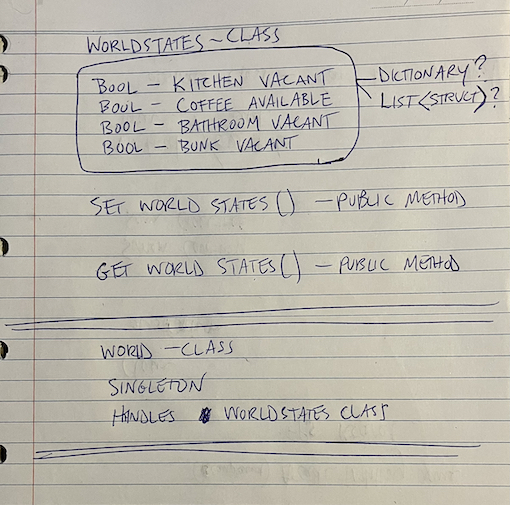 WORLDSTATES ~ CLASS
BOOL - KITCHEN VACANT
BOOL - COFFEE AVAILABLE
BOOL - BATHROOM VACANT
BOOL - BUNK VACANT
DICTIONARY?
LIST<STRUCT>?
SET WORLD STATES() - PUBLIC METHOD
GET WORLD STATES() - PUBLIC METHOD
WORLD - CLASS
SINGLETON
HANDLES WORLDSTATES CLASS